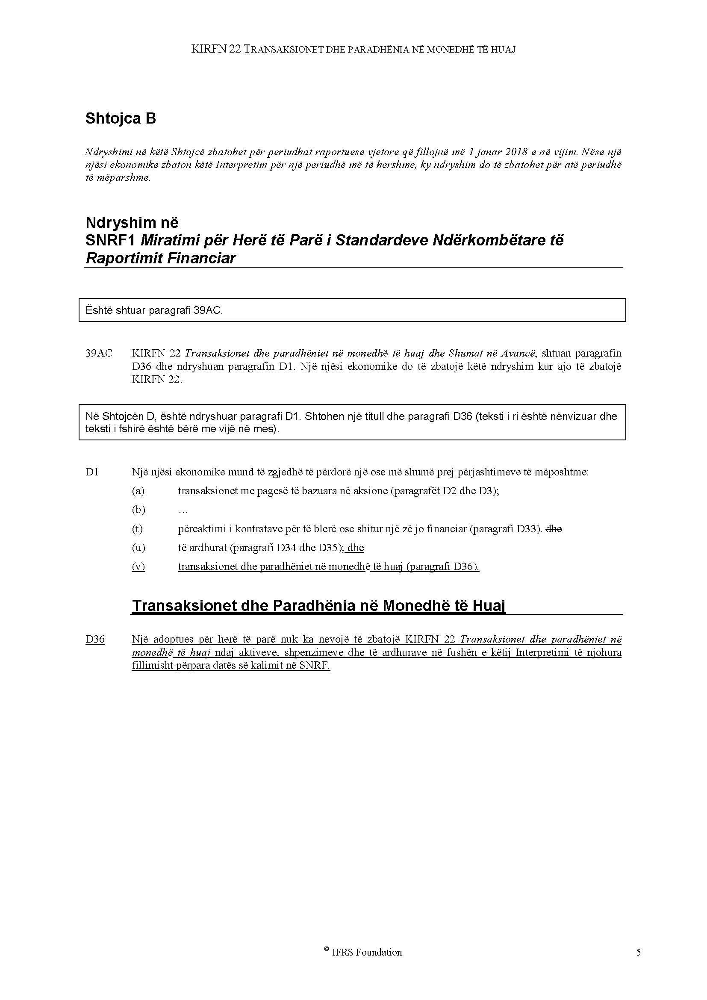 KIRFN 22 TRANSAKSIONET DHE PARADHËNIA NË MONEDHË TË HUAJ
Shtojca B
Ndryshimi në këtë Shtojcë zbatohet për periudhat raportuese vjetore që fillojnë më 1 janar 2018 e në vijim. Nëse një
njësi ekonomike zbaton këtë Interpretim për një periudhë më të hershme, ky ndryshim do të zbatohet për atë periudhë
të mëparshme.
Ndryshim në
SNRF1 Miratimi për Herë të Parë i Standardeve Ndërkombëtare të
Raportimit Financiar
Është shtuar paragrafi 39AC.
39AC KIRFN 22 Transaksionet dhe paradhëniet në monedhë të huaj dhe Shumat në Avancë, shtuan paragrafin
D36 dhe ndryshuan paragrafin D1. Një njësi ekonomike do të zbatojë këtë ndryshim kur ajo të zbatojë
KIRFN 22.
Në Shtojcën D, është ndryshuar paragrafi D1. Shtohen një titull dhe paragrafi D36 (teksti i ri është nënvizuar dhe
teksti i fshirë është bërë me vijë në mes).
D1 Një njësi ekonomike mund të zgjedhë të përdorë një ose më shumë prej përjashtimeve të mëposhtme:
(a) transaksionet me pagesë të bazuara në aksione (paragrafët D2 dhe D3);
(b) …
(t) përcaktimi i kontratave për të blerë ose shitur një zë jo financiar (paragrafi D33). dhe
(u) të ardhurat (paragrafi D34 dhe D35); dhe
(v) transaksionet dhe paradhëniet në monedhë të huaj (paragrafi D36).
Transaksionet dhe Paradhënia në Monedhë të Huaj
D36 Një adoptues për herë të parë nuk ka nevojë të zbatojë KIRFN 22 Transaksionet dhe paradhëniet në
monedhë të huaj ndaj aktiveve, shpenzimeve dhe të ardhurave në fushën e këtij Interpretimi të njohura
fillimisht përpara datës së kalimit në SNRF.
© IFRS Foundation 5